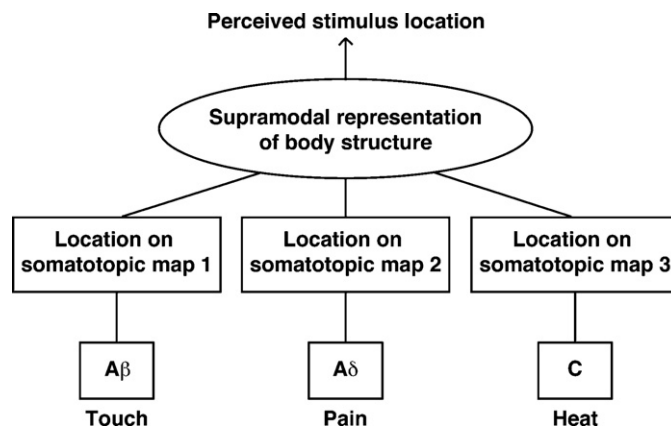 Perceived stimulus location
Supramodal representation
of body structure
Location on
somatotopic map 1
Location on
somatotopic map 2
Location on
somatotopic map 3
Aβ
Aδ
C
Touch
Pain
Heat